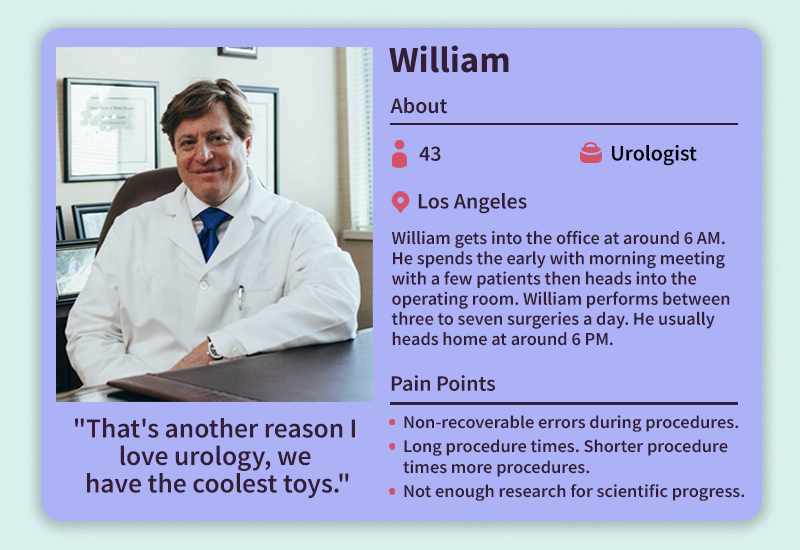 William
About
43
Urologist
Los Angeles
William gets into the office at around 6 AM.
He spends the early with morning meeting
with a few patients then heads into the
operating room. William performs between
three to seven surgeries a day. He usually
heads home at around 6 PM.
Pain Points
Non-recoverable errors during procedures.
Long procedure times. Shorter procedure
times more procedures.
Not enough research for scientific progress.
"That's another reason I
love urology, we
have the coolest toys."